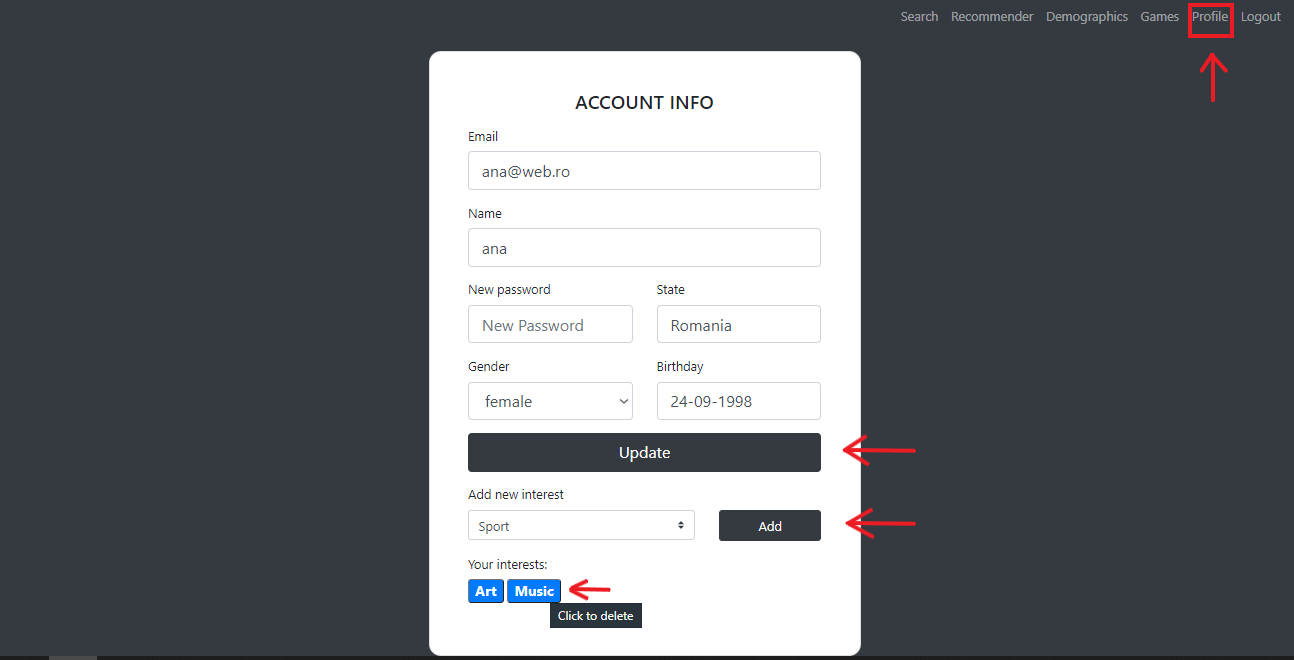 Search Recommender Demographics Games Profile Logout
ACCOUNT INFO
Email
ana@web.ro
Name
ana
New password State
New Password Romania
Gender Birthday
female 24-09-1998
Update
Add new interest
Sport Add
Your interests:
Art Music
Click to delete